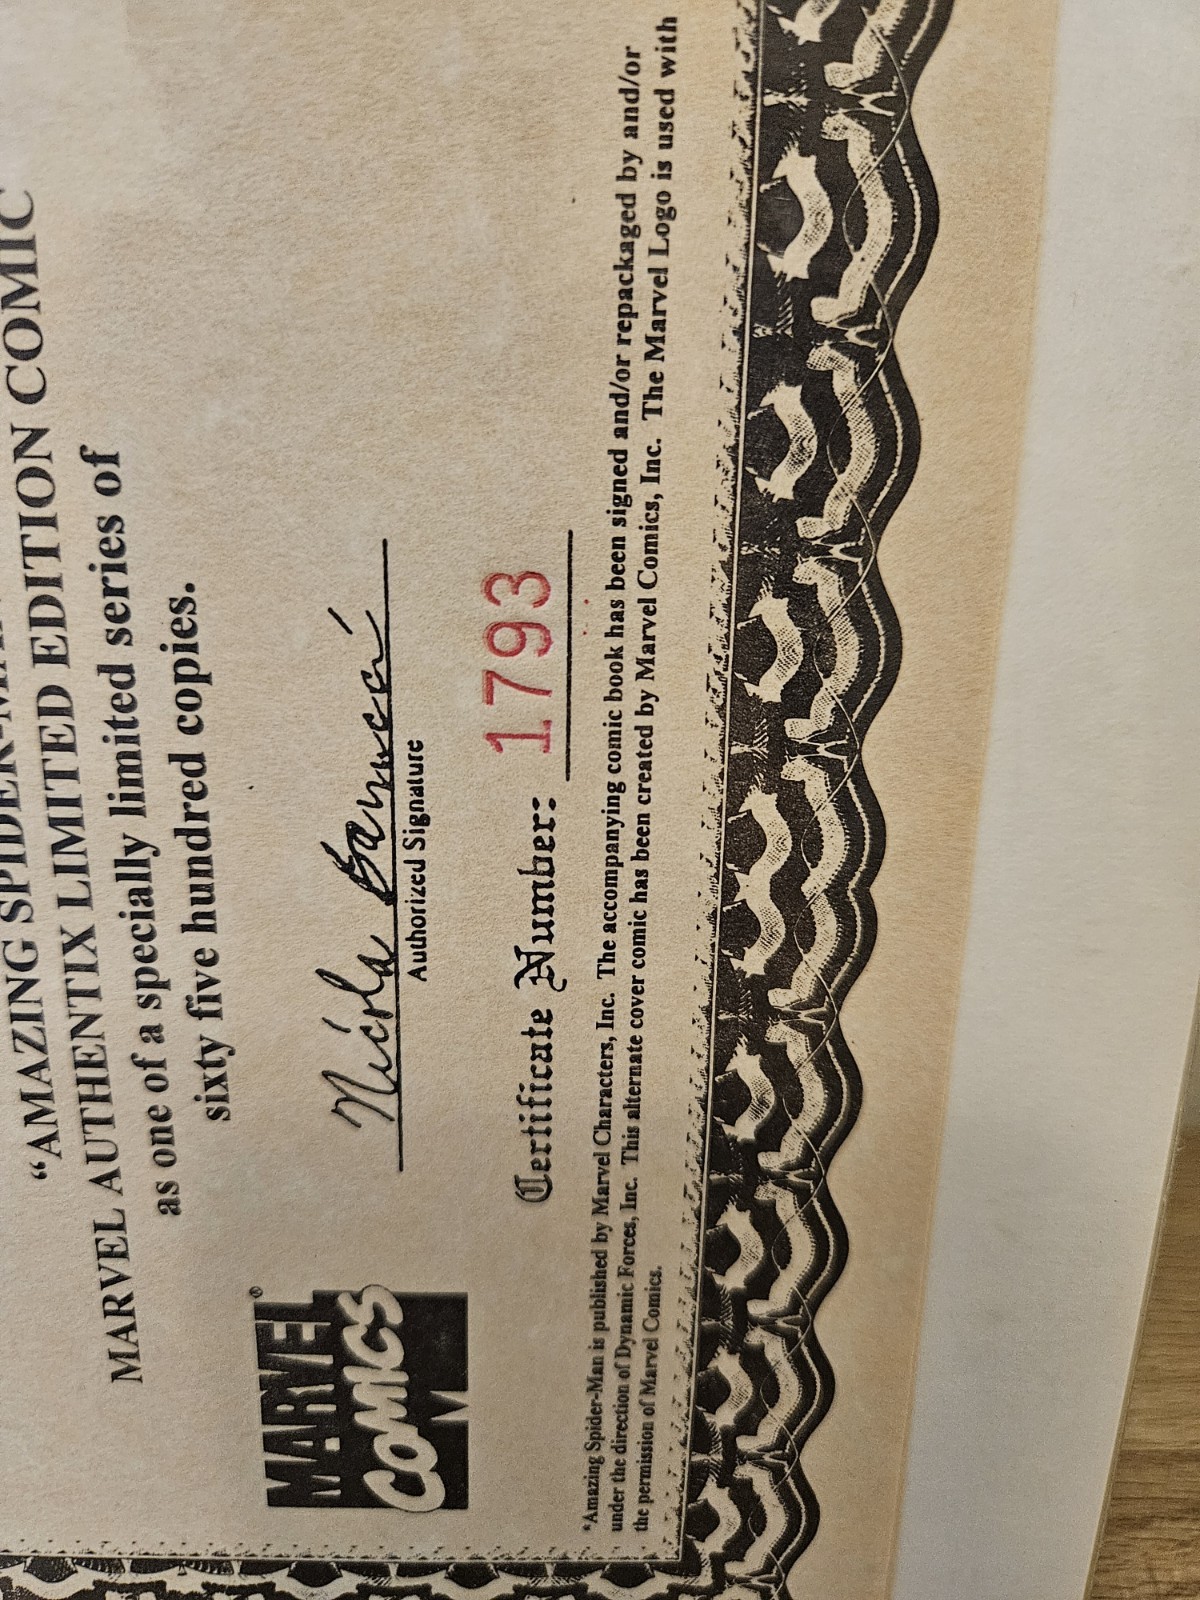 "AMAZING SPIDER-MAN
MARVEL AUTHENTIX LIMITED EDITION COMIC
as one of a specially limited series of
sixty five hundred copies.
MARVEL®
COMICS
Nicola
Authorized Signature
Certificate Number: 1793
*Amazing Spider-Man is published by Marvel Characters, Inc. The accompanying comic book has been signed and/or repackaged by and/or
under the direction of Dynamic Forces, Inc. This alternate cover comic has been created by Marvel Comics, Inc. The Marvel Logo is used with
the permission of Marvel Comics.